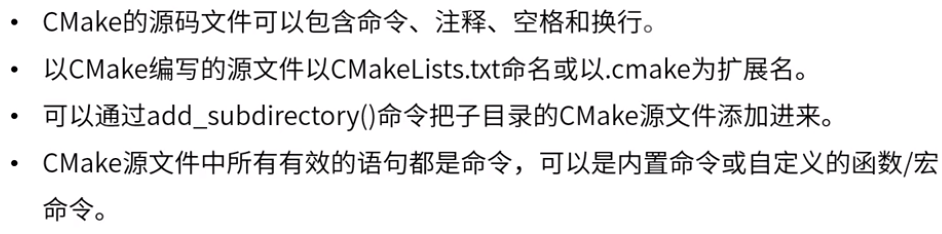 • CMake的源码文件可以包含命令、注释、空格和换行。
• 以CMake编写的源文件以CMakeLists.txt命名或以.cmake为扩展名。
• 可以通过add_subdirectory()命令把子目录的CMake源文件添加进来。
• CMake源文件中所有有效的语句都是命令，可以是内置命令或自定义的函数/宏
命令。